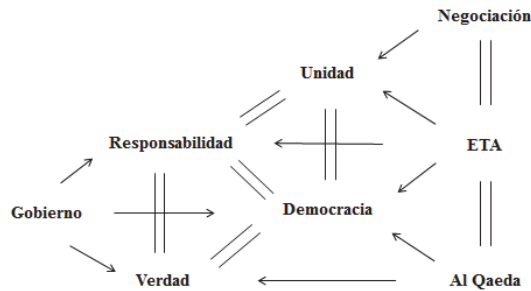 Negociación
Unidad
Responsabilidad
ETA
Gobierno
Democracia
Verdad
Al Qaeda